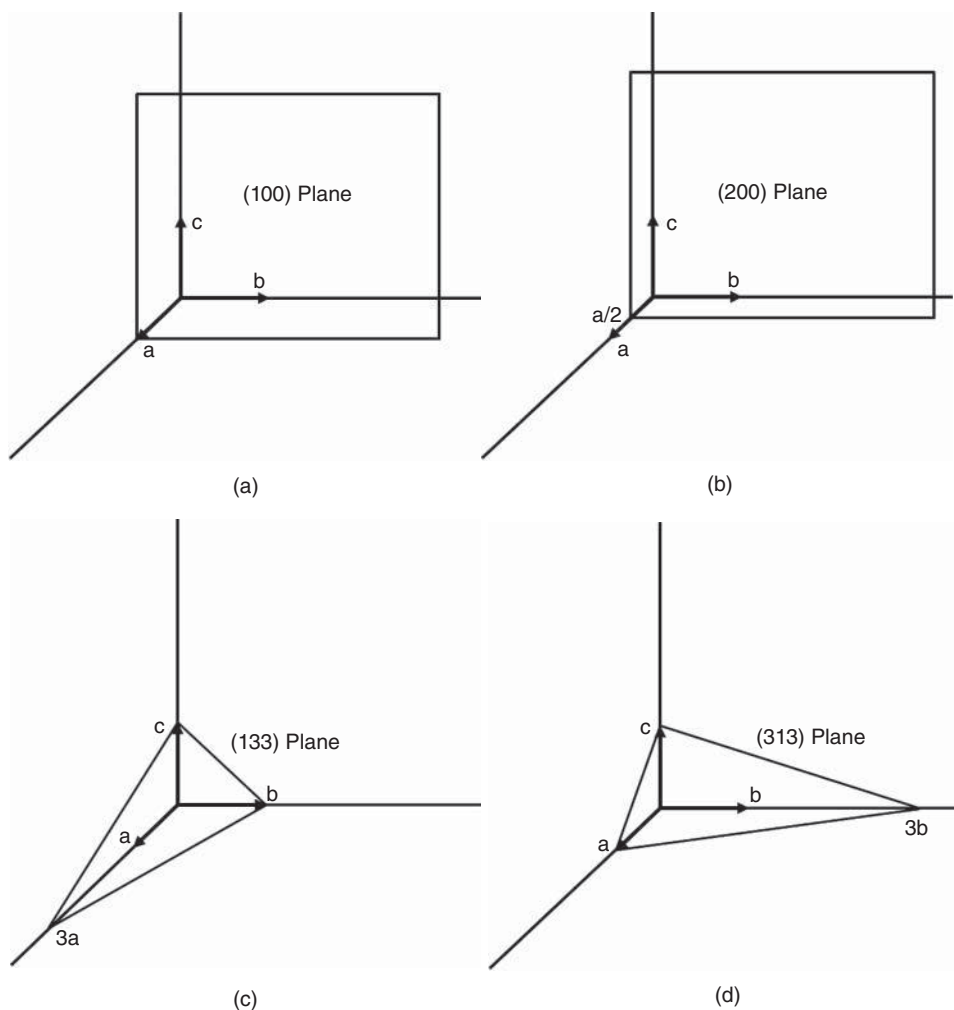 (100) Plane
c
b
a
(a)
(200) Plane
c
b
a/2
a
(b)
c
(133) Plane
b
a
3a
(c)
c
(313) Plane
b
a
3b
(d)